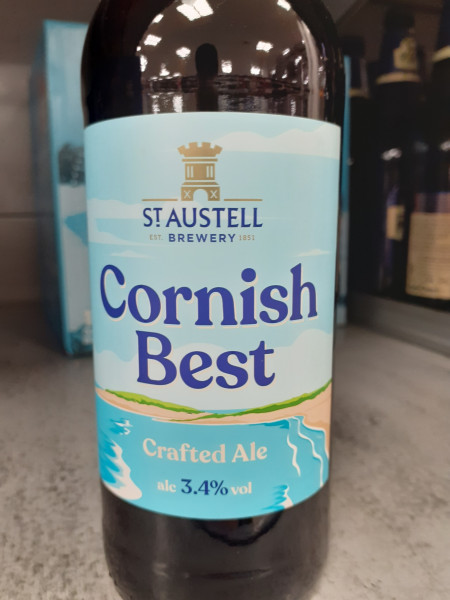 ST AUSTELL
EST. BREWERY 1851
Cornish
Best
Crafted Ale
alc 3.4% vol